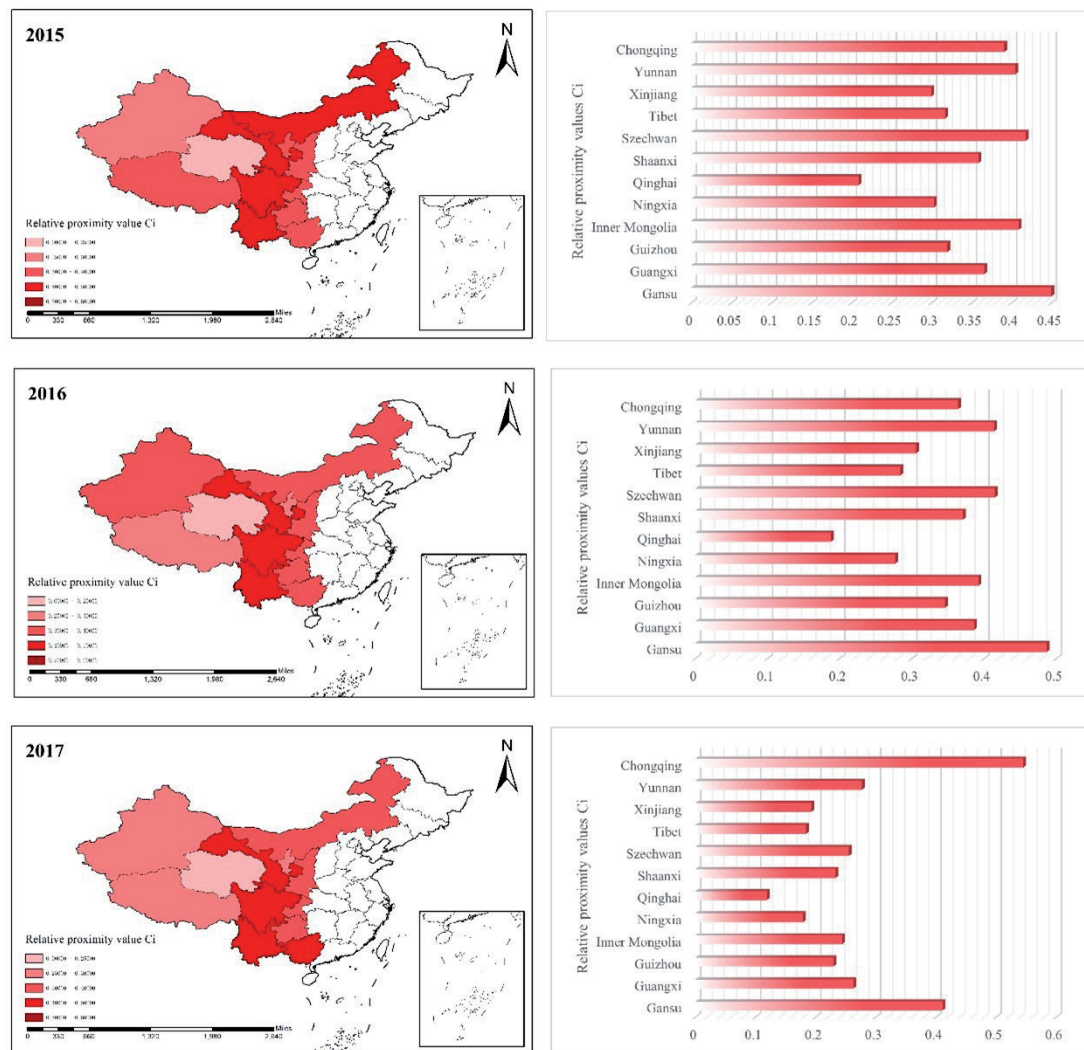 2015
N
Relative proximity value Ci
Miles
0 330 660 1,320 1,980 2,640
Relative proximity values Ci
Chongqing
Yunnan
Xinjiang
Tibet
Szechwan
Shaanxi
Qinghai
Ningxia
Inner Mongolia
Guizhou
Guangxi
Gansu
0 0.05 0.1 0.15 0.2 0.25 0.3 0.35 0.4 0.45
2016
N
Relative proximity value Ci
Miles
0 330 660 1,320 1,980 2,640
Relative proximity values Ci
Chongqing
Yunnan
Xinjiang
Tibet
Szechwan
Shaanxi
Qinghai
Ningxia
Inner Mongolia
Guizhou
Guangxi
Gansu
0 0.1 0.2 0.3 0.4 0.5
2017
N
Relative proximity value Ci
Miles
0 330 660 1,320 1,980 2,640
Relative proximity values Ci
Chongqing
Yunnan
Xinjiang
Tibet
Szechwan
Shaanxi
Qinghai
Ningxia
Inner Mongolia
Guizhou
Guangxi
Gansu
0 0.1 0.2 0.3 0.4 0.5 0.6